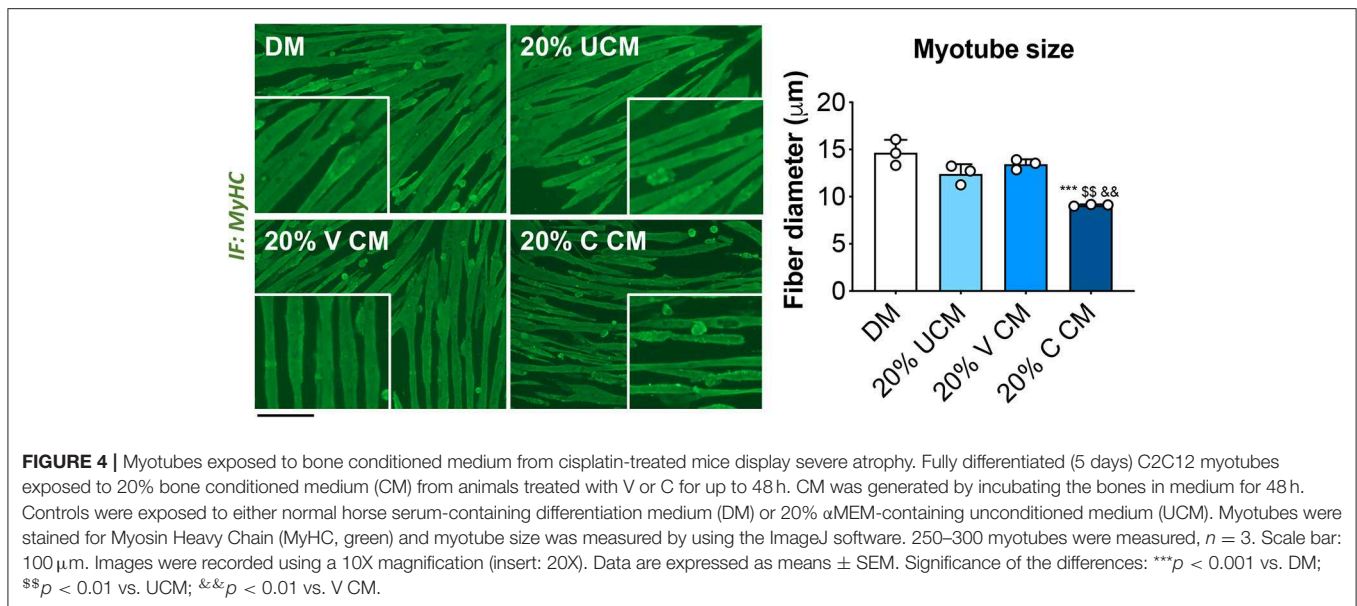 DM
20% UCM
20% V CM
20% C CM
IF: MyHC
Myotube size
Fiber diameter (μm)
20
15
10
5
0
*** $$ &&
DM
20% UCM
20% V CM
20% C CM
FIGURE 4 | Myotubes exposed to bone conditioned medium from cisplatin-treated mice display severe atrophy. Fully differentiated (5 days) C2C12 myotubes
exposed to 20% bone conditioned medium (CM) from animals treated with V or C for up to 48 h. CM was generated by incubating the bones in medium for 48 h.
Controls were exposed to either normal horse serum-containing differentiation medium (DM) or 20% αMEM-containing unconditioned medium (UCM). Myotubes were
stained for Myosin Heavy Chain (MyHC, green) and myotube size was measured by using the ImageJ software. 250–300 myotubes were measured, n = 3. Scale bar:
100 μm. Images were recorded using a 10X magnification (insert: 20X). Data are expressed as means ± SEM. Significance of the differences: ***p < 0.001 vs. DM;
$$p < 0.01 vs. UCM; &&p < 0.01 vs. V CM.